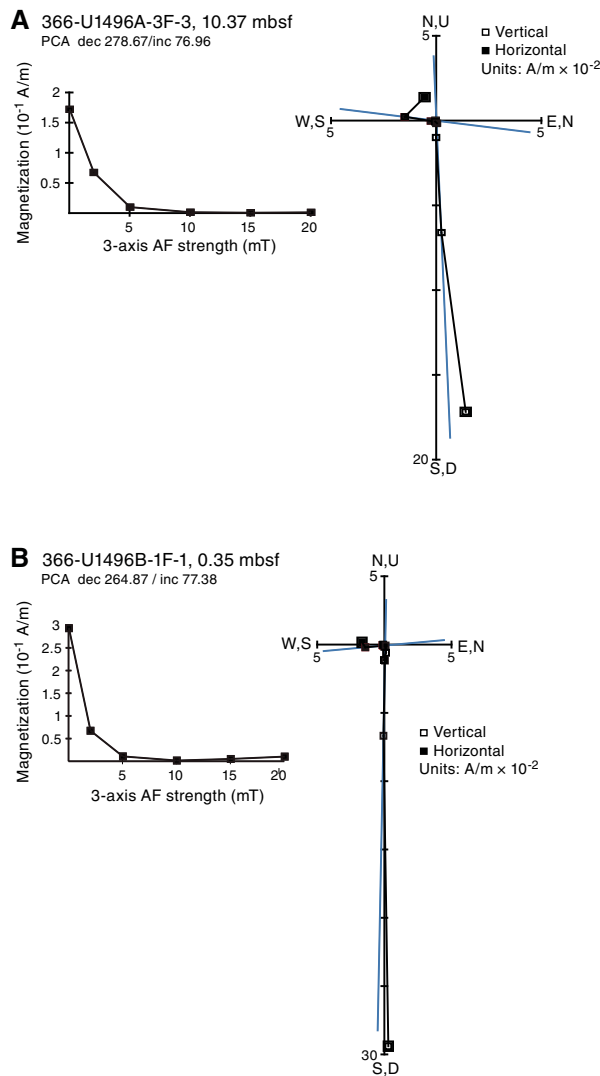 A 366-U1496A-3F-3, 10.37 mbsf
PCA dec 278.67/inc 76.96
Magnetization (10⁻¹ A/m)
2
1.5
1
0.5
5 10 15 20
3-axis AF strength (mT)
N,U
5
Vertical
Horizontal
Units: A/m × 10⁻²
W,S E,N
5 5
20
S,D
B 366-U1496B-1F-1, 0.35 mbsf
PCA dec 264.87 / inc 77.38
Magnetization (10⁻¹ A/m)
3
2.5
2
1.5
1
0.5
5 10 15 20
3-axis AF strength (mT)
N,U
5
W,S E,N
5 5
Vertical
Horizontal
Units: A/m × 10⁻²
30
S,D